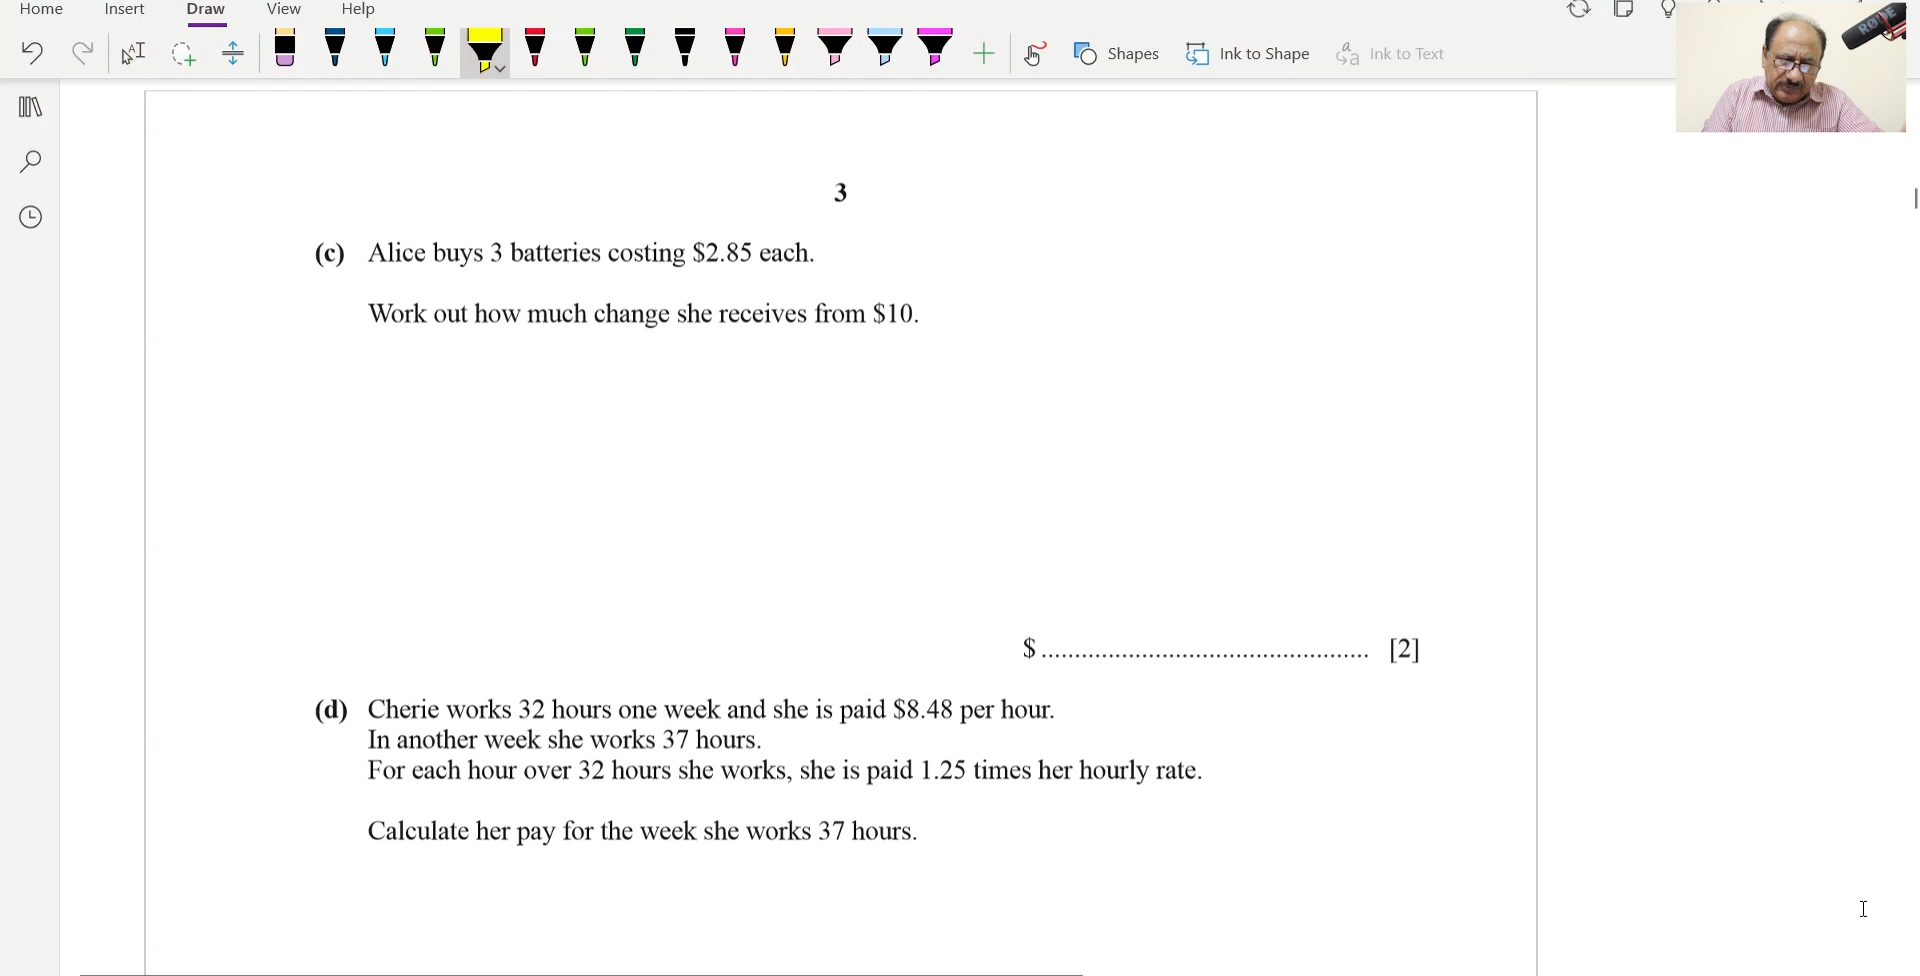 Home Insert Draw View Help
Shapes Ink to Shape Ink to Text
RØDE
3
(c) Alice buys 3 batteries costing $2.85 each.
Work out how much change she receives from $10.
$ ................................................. [2]
(d) Cherie works 32 hours one week and she is paid $8.48 per hour.
In another week she works 37 hours.
For each hour over 32 hours she works, she is paid 1.25 times her hourly rate.
Calculate her pay for the week she works 37 hours.